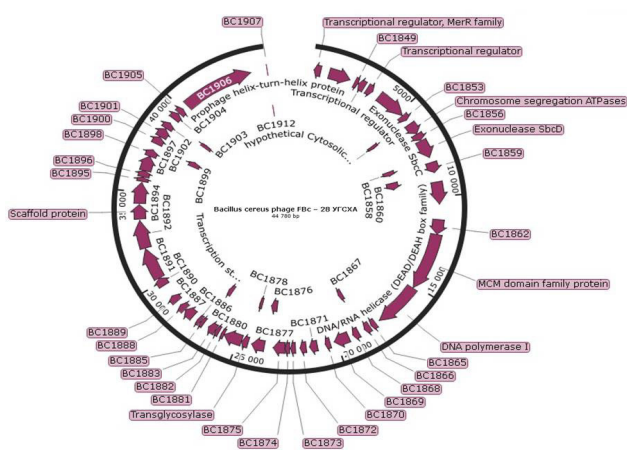 BC1907
Transcriptional regulator, MerR family
BC1849
Transcriptional regulator
5000
BC1853
Chromosome segregation ATPases
BC1856
Exonuclease SbcD
BC1859
10 000
BC1862
MCM domain family protein
15 000
DNA polymerase I
BC1865
BC1866
BC1868
BC1869
BC1870
20 000
BC1872
BC1873
BC1874
BC1875
25 000
Transglycosylase
BC1881
BC1882
BC1883
BC1885
BC1888
BC1889
30 000
Scaffold protein
35 000
BC1895
BC1896
BC1898
BC1900
BC1901
40 000
BC1905
BC1906
Prophage helix-turn-helix protein
Transcriptional regulator
Exonuclease SbcC
BC1912
hypothetical Cytosolic...
BC1904
BC1903
BC1902
BC1897
BC1899
BC1894
BC1892
BC1891
BC1890
BC1887
BC1886
BC1880
Transcription st...
BC1878
BC1876
BC1877
BC1871
BC1867
DNA/RNA helicase (DEAD/DEAH box family)
BC1860
BC1858
Bacillus cereus phage FBc – 28 УГСХА
44 780 bp